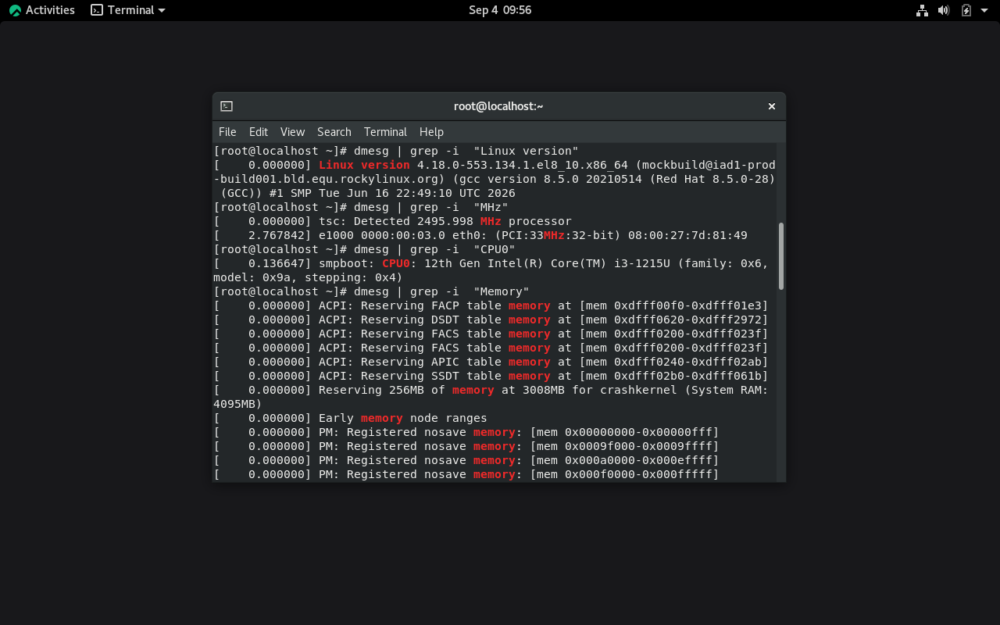 Activities Terminal Sep 4 09:56
root@localhost:~
File Edit View Search Terminal Help
[root@localhost ~]# dmesg | grep -i  "Linux version"
[    0.000000] Linux version 4.18.0-553.134.1.el8_10.x86_64 (mockbuild@iad1-prod
-build001.bld.equ.rockylinux.org) (gcc version 8.5.0 20210514 (Red Hat 8.5.0-28)
 (GCC)) #1 SMP Tue Jun 16 22:49:10 UTC 2026
[root@localhost ~]# dmesg | grep -i  "MHz"
[    0.000000] tsc: Detected 2495.998 MHz processor
[    2.767842] e1000 0000:00:03.0 eth0: (PCI:33MHz:32-bit) 08:00:27:7d:81:49
[root@localhost ~]# dmesg | grep -i  "CPU0"
[    0.136647] smpboot: CPU0: 12th Gen Intel(R) Core(TM) i3-1215U (family: 0x6,
model: 0x9a, stepping: 0x4)
[root@localhost ~]# dmesg | grep -i  "Memory"
[    0.000000] ACPI: Reserving FACP table memory at [mem 0xdfff00f0-0xdfff01e3]
[    0.000000] ACPI: Reserving DSDT table memory at [mem 0xdfff0620-0xdfff2972]
[    0.000000] ACPI: Reserving FACS table memory at [mem 0xdfff0200-0xdfff023f]
[    0.000000] ACPI: Reserving FACS table memory at [mem 0xdfff0200-0xdfff023f]
[    0.000000] ACPI: Reserving APIC table memory at [mem 0xdfff0240-0xdfff02ab]
[    0.000000] ACPI: Reserving SSDT table memory at [mem 0xdfff02b0-0xdfff061b]
[    0.000000] Reserving 256MB of memory at 3008MB for crashkernel (System RAM:
4095MB)
[    0.000000] Early memory node ranges
[    0.000000] PM: Registered nosave memory: [mem 0x00000000-0x00000fff]
[    0.000000] PM: Registered nosave memory: [mem 0x0009f000-0x0009ffff]
[    0.000000] PM: Registered nosave memory: [mem 0x000a0000-0x000effff]
[    0.000000] PM: Registered nosave memory: [mem 0x000f0000-0x000fffff]